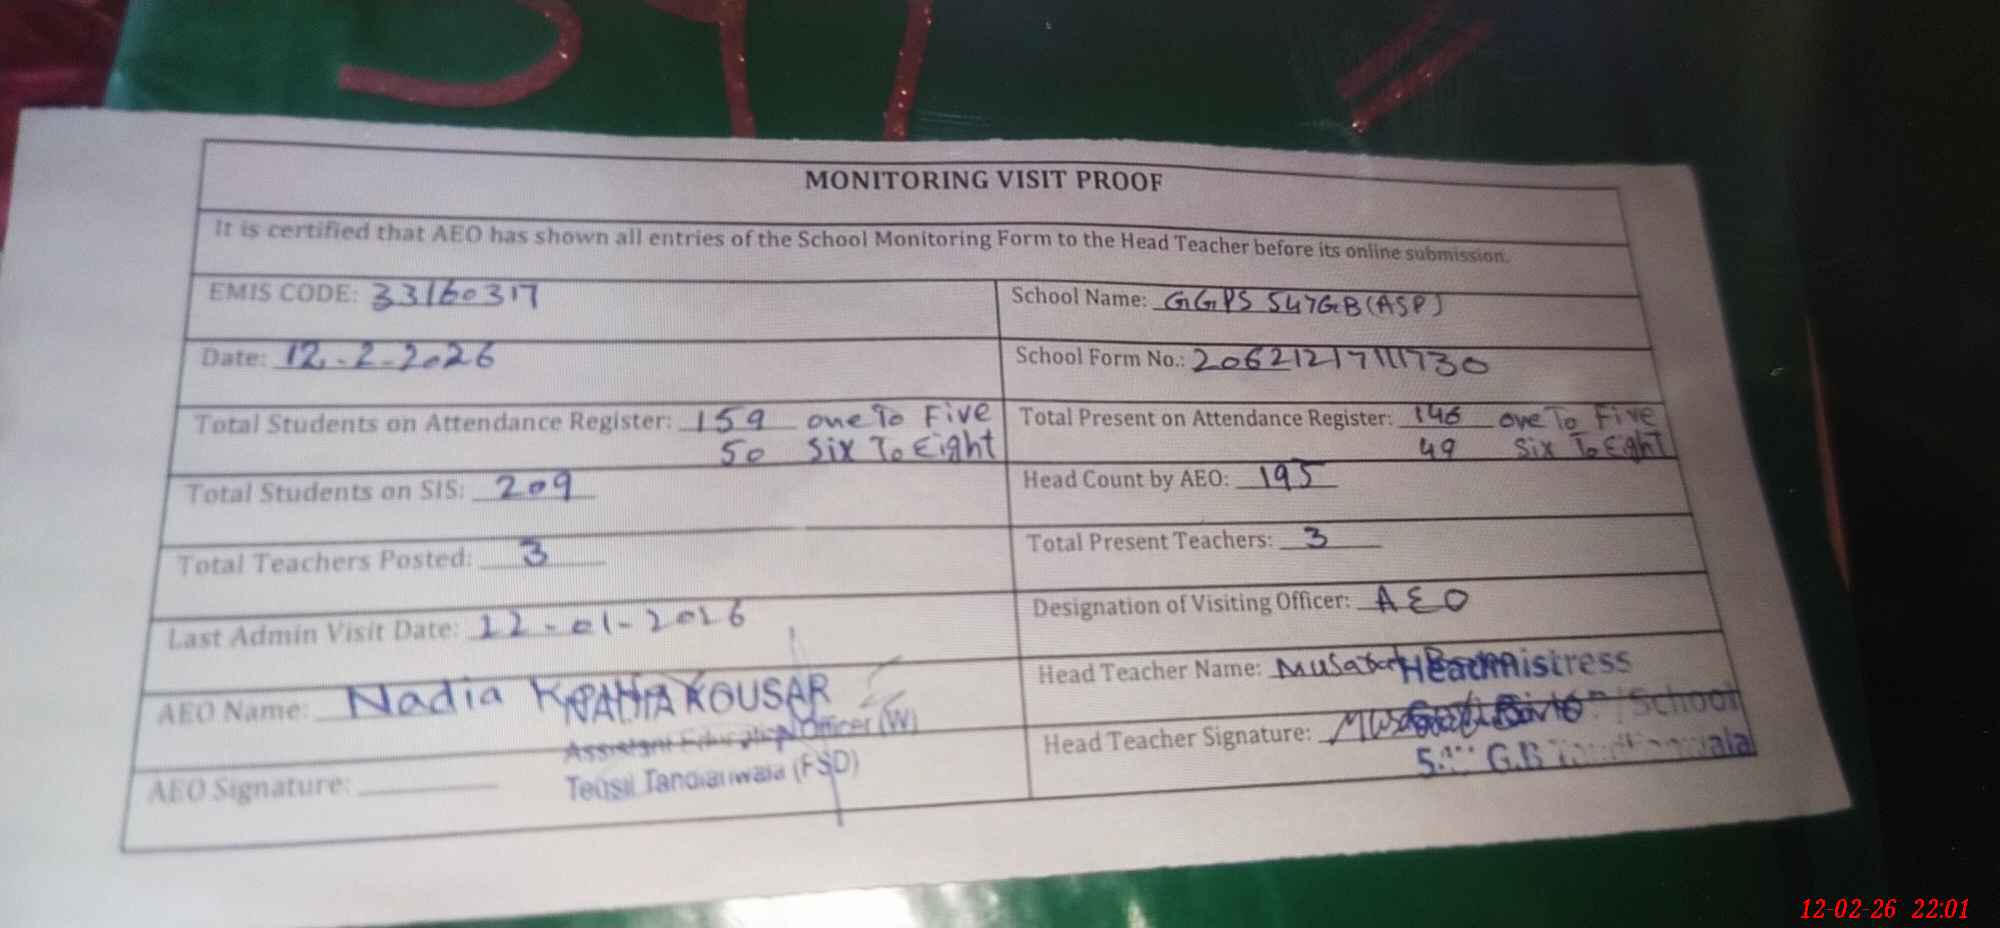 547
MONITORING VISIT PROOF
It is certified that AEO has shown all entries of the School Monitoring Form to the Head Teacher before its online submission.
EMIS CODE: 33160317
School Name: GGPS 547GB(ASP)
Date: 12-2-2026
School Form No.: 20621217111730
Total Students on Attendance Register: 159 one To Five
50 Six To Eight
Total Present on Attendance Register: 146 one To Five
49 Six To Eight
Total Students on SIS: 209
Head Count by AEO: 195
Total Teachers Posted: 3
Total Present Teachers: 3
Last Admin Visit Date: 12-01-2026
Designation of Visiting Officer: AEO
AEO Name: Nadia
NADIA KOUSAR
Assistant Education Officer (W)
Tehsil Tandlianwala (FSD)
Head Teacher Name:
Headmistress
AEO Signature:
Head Teacher Signature:
School
G.B
12-02-26 22:01